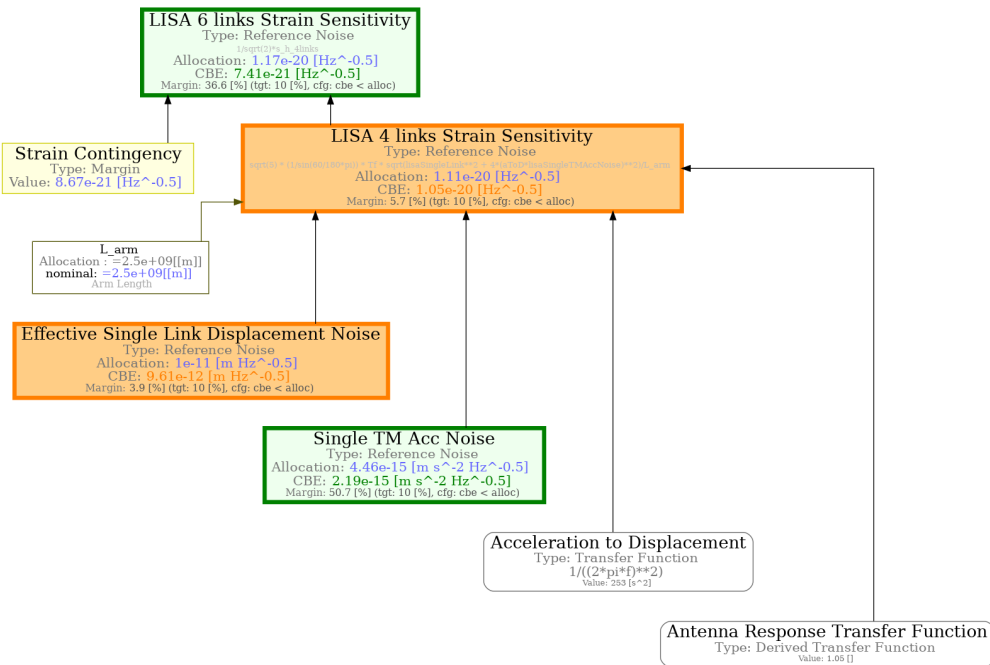 LISA 6 links Strain Sensitivity
Type: Reference Noise
1/sqrt(2)*s_h_4links
Allocation: 1.17e-20 [Hz^-0.5]
CBE: 7.41e-21 [Hz^-0.5]
Margin: 36.6 [%] (tgt: 10 [%], cfg: cbe < alloc)
LISA 4 links Strain Sensitivity
Type: Reference Noise
Allocation: 1.11e-20 [Hz^-0.5]
CBE: 1.05e-20 [Hz^-0.5]
Margin: 5.7 [%] (tgt: 10 [%], cfg: cbe < alloc)
Strain Contingency
Type: Margin
Value: 8.67e-21 [Hz^-0.5]
L_arm
Allocation : =2.5e+09[[m]]
nominal: =2.5e+09[[m]]
Arm Length
Effective Single Link Displacement Noise
Type: Reference Noise
Allocation: 1e-11 [m Hz^-0.5]
CBE: 9.61e-12 [m Hz^-0.5]
Margin: 3.9 [%] (tgt: 10 [%], cfg: cbe < alloc)
Single TM Acc Noise
Type: Reference Noise
Allocation: 4.46e-15 [m s^-2 Hz^-0.5]
CBE: 2.19e-15 [m s^-2 Hz^-0.5]
Margin: 50.7 [%] (tgt: 10 [%], cfg: cbe < alloc)
Acceleration to Displacement
Type: Transfer Function
1/((2*pi*f)**2)
Value: 253 [s^2]
Antenna Response Transfer Function
Type: Derived Transfer Function
Value: 1.05 []